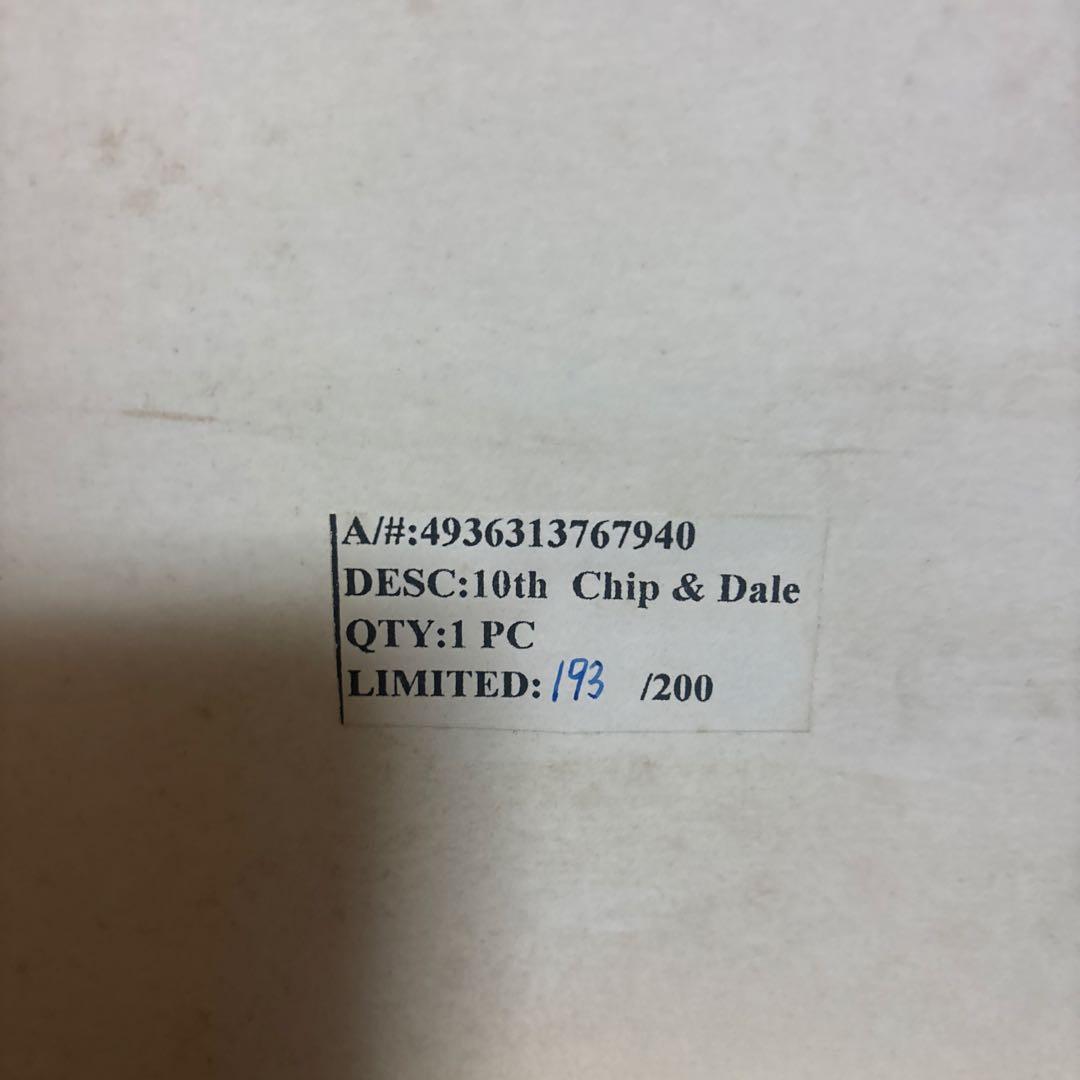 A/#:4936313767940
DESC:10th Chip & Dale
QTY:1 PC
LIMITED: 193 /200